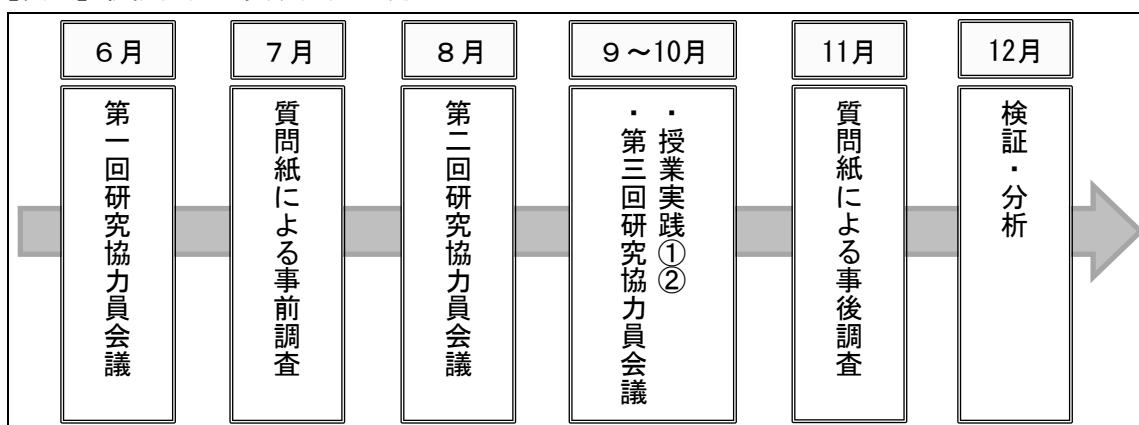 6月
第一回研究協力員会議
7月
質問紙による事前調査
8月
第二回研究協力員会議
9～10月
・授業実践①②
・第三回研究協力員会議
11月
質問紙による事後調査
12月
検証・分析